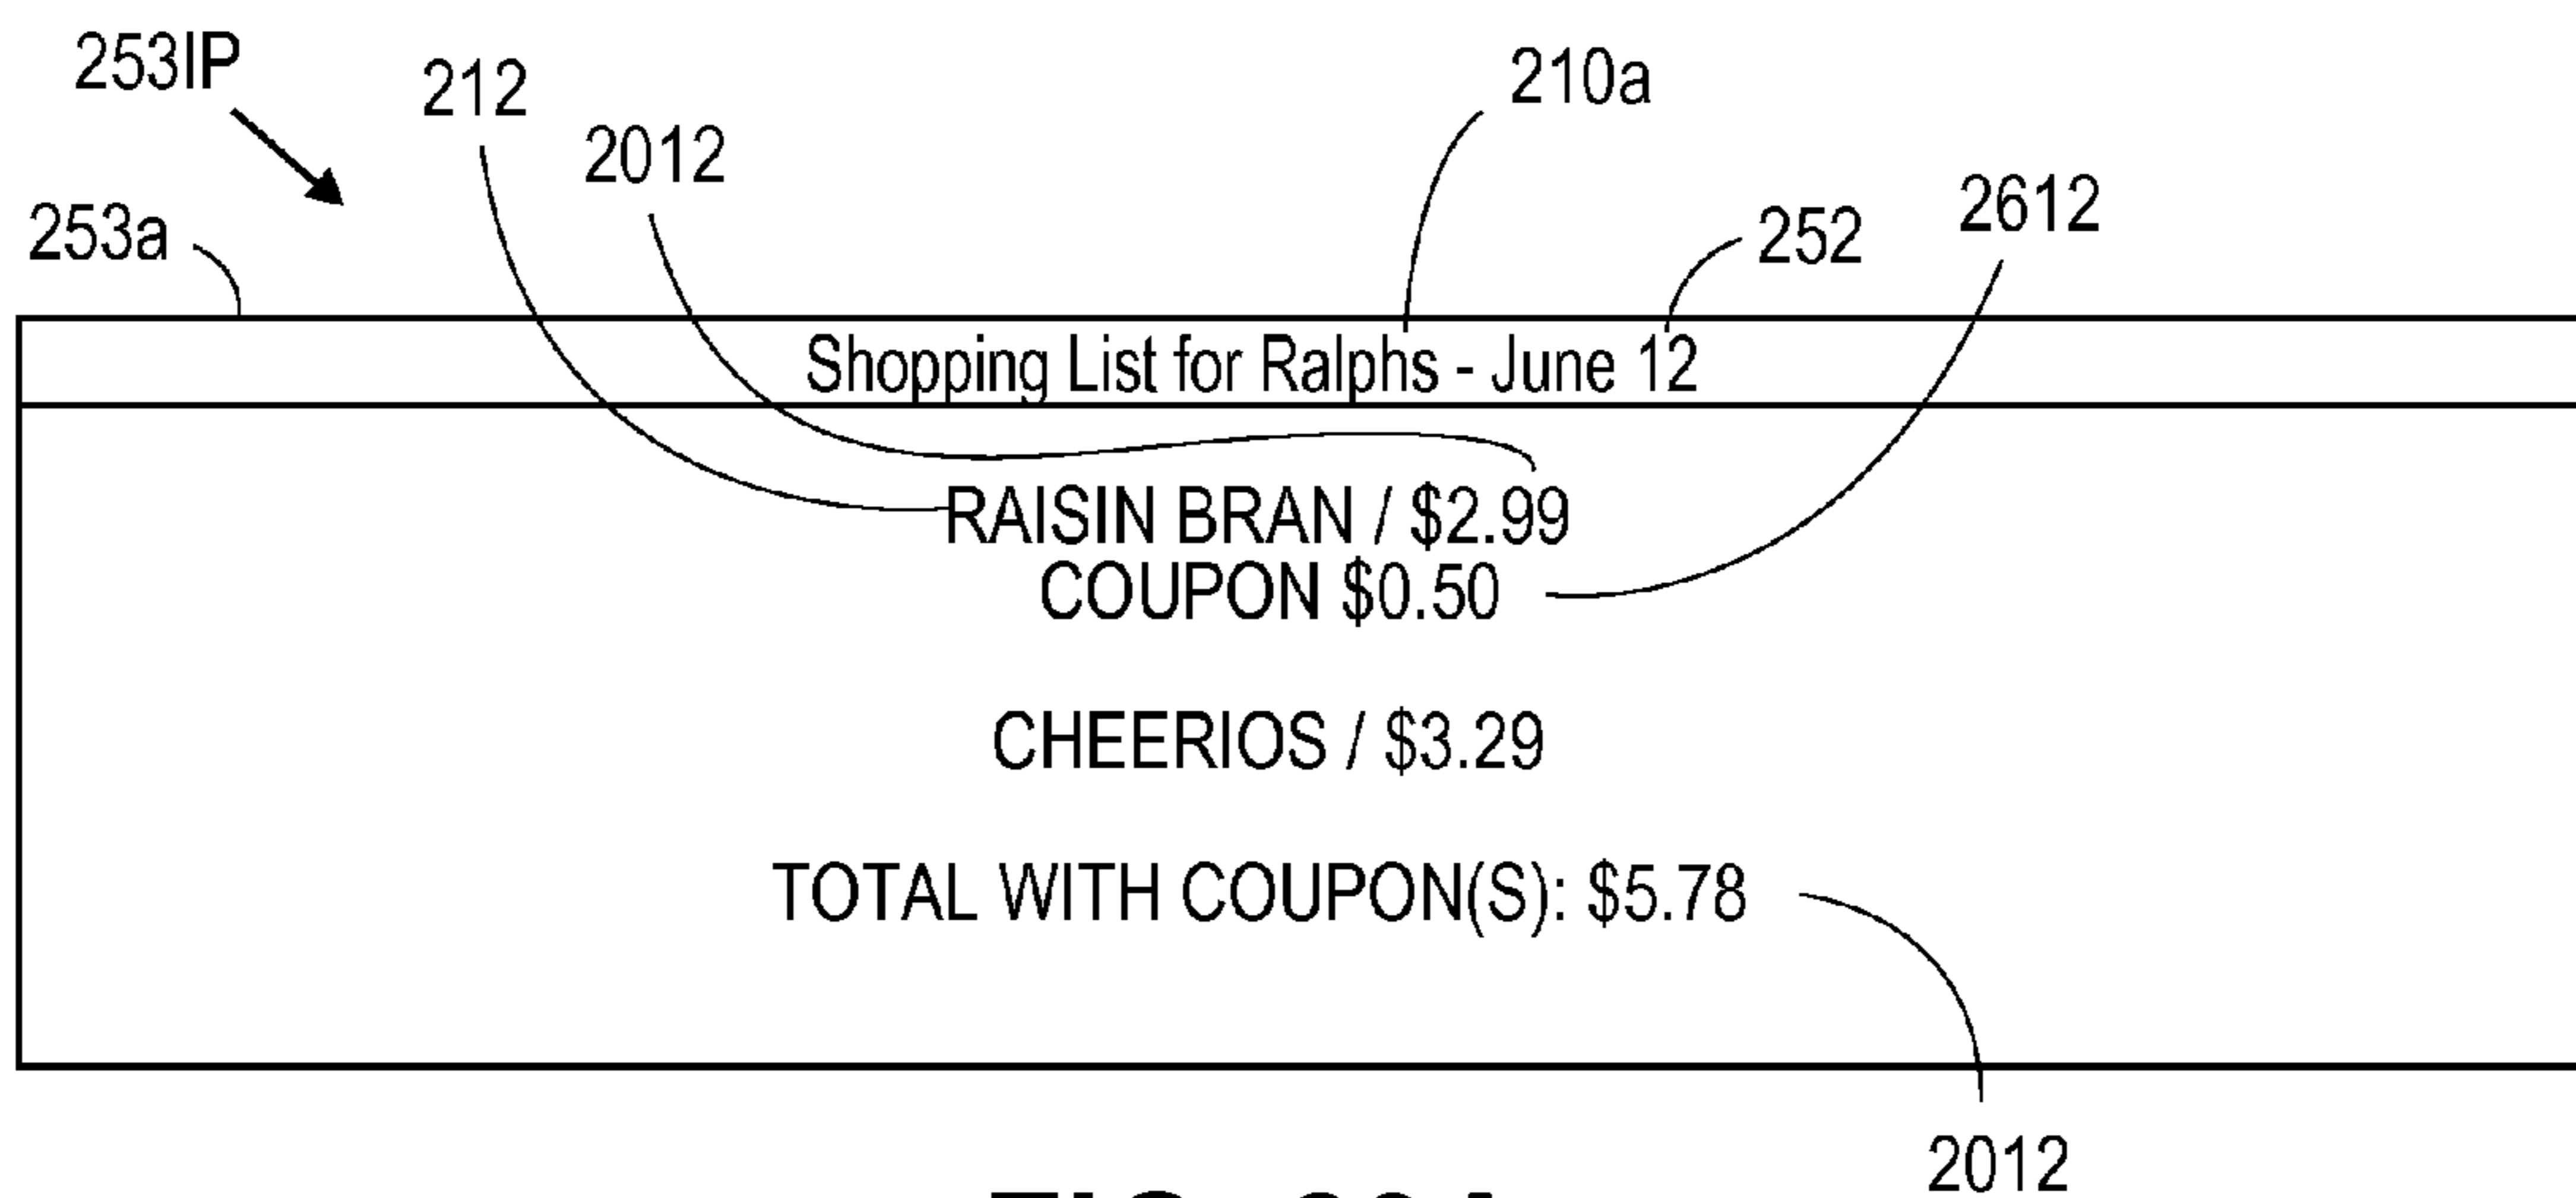 253IP
212
210a
2012
2612
253a
252
Shopping List for Ralphs - June 12
RAISIN BRAN / $2.99
COUPON $0.50
CHEERIOS / $3.29
TOTAL WITH COUPON(S): $5.78
2012